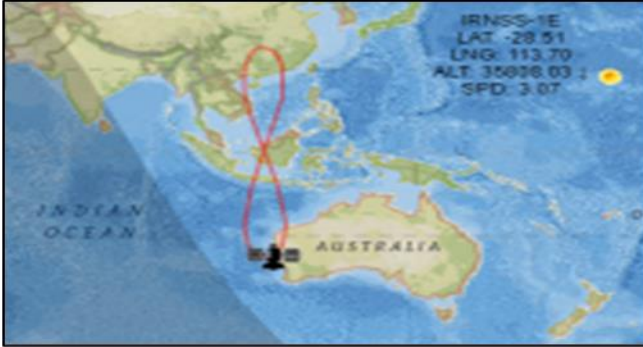 IRNSS-1E
LAT: -28.51
LNG: 113.70
ALT: 35808.03
SPD: 3.07
INDIAN
OCEAN
AUSTRALIA